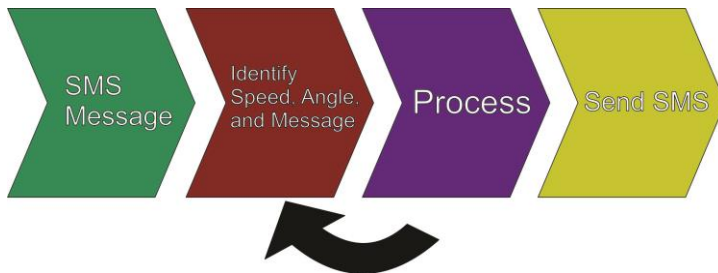 SMS
Message
Identify
Speed. Angle.
and Message
Process
Send SMS